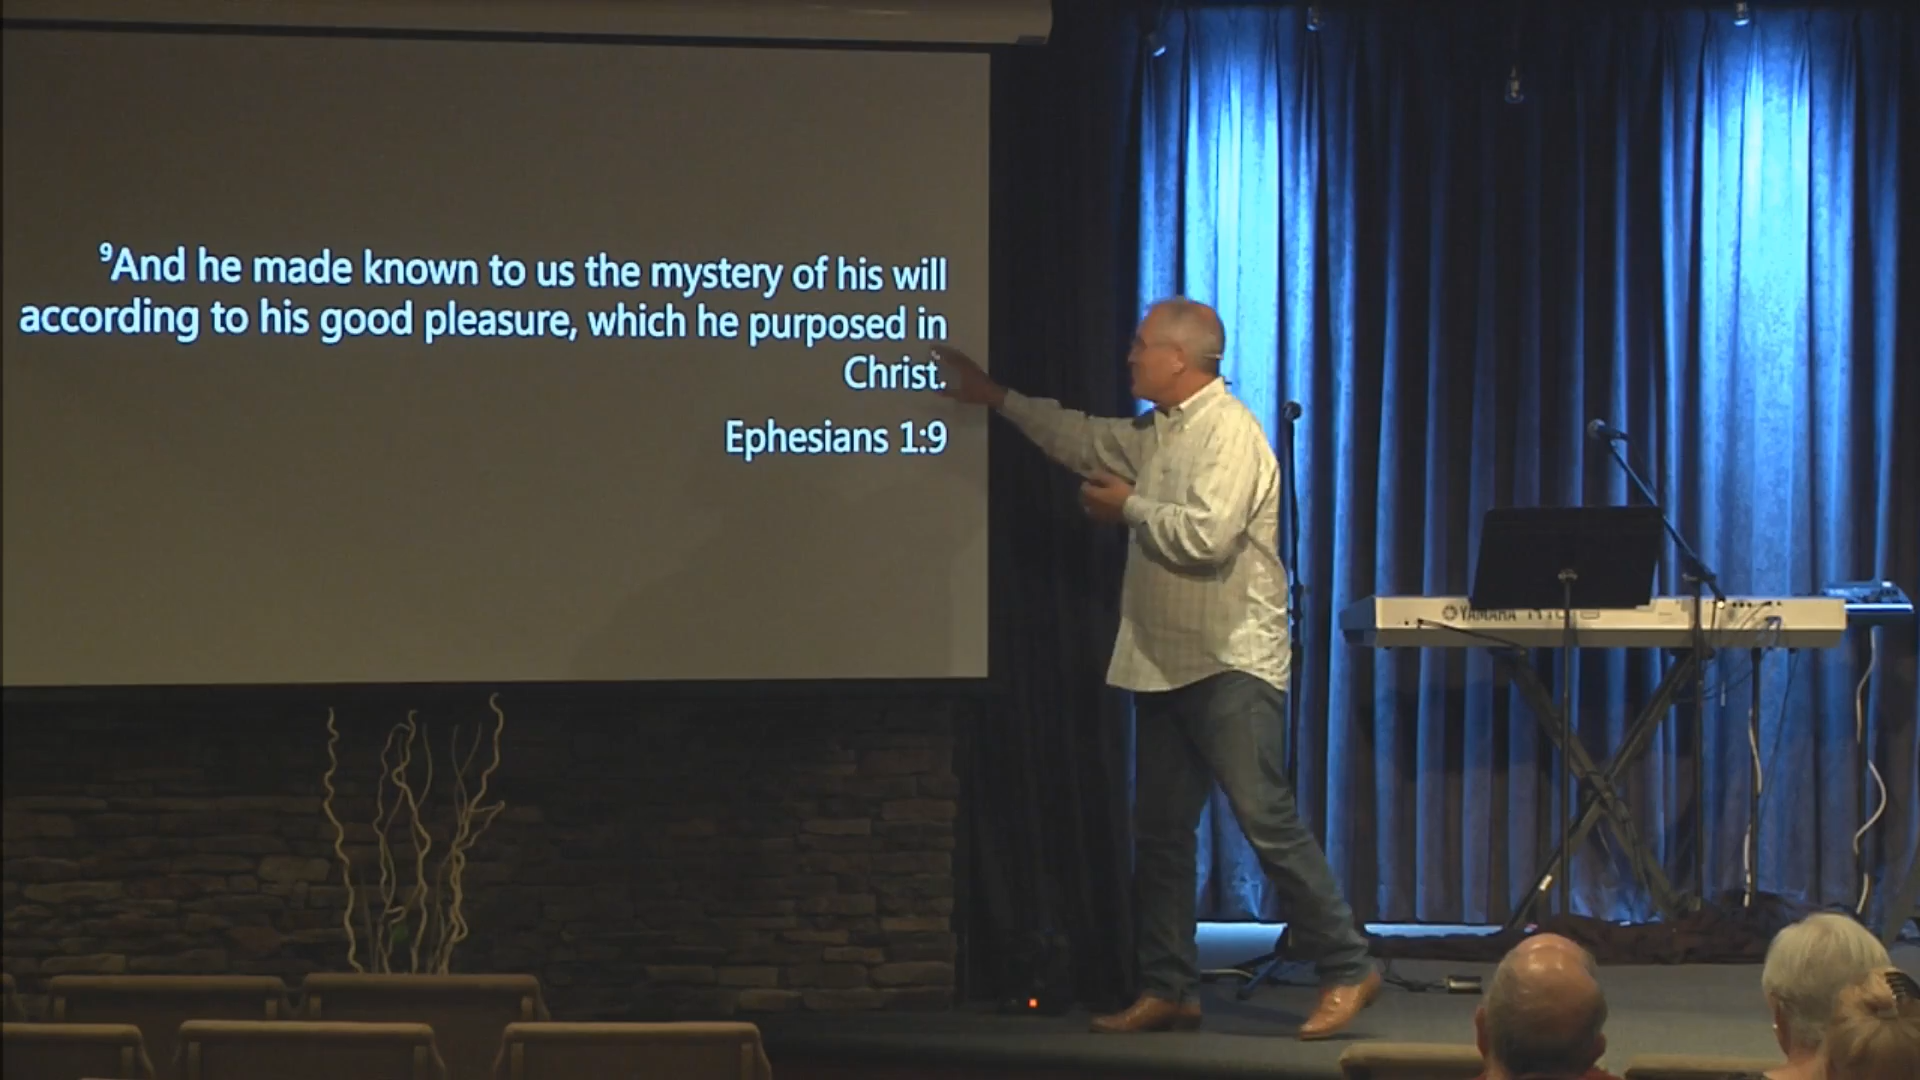 ⁹And he made known to us the mystery of his will
according to his good pleasure, which he purposed in
Christ.
Ephesians 1:9
YAMAHA